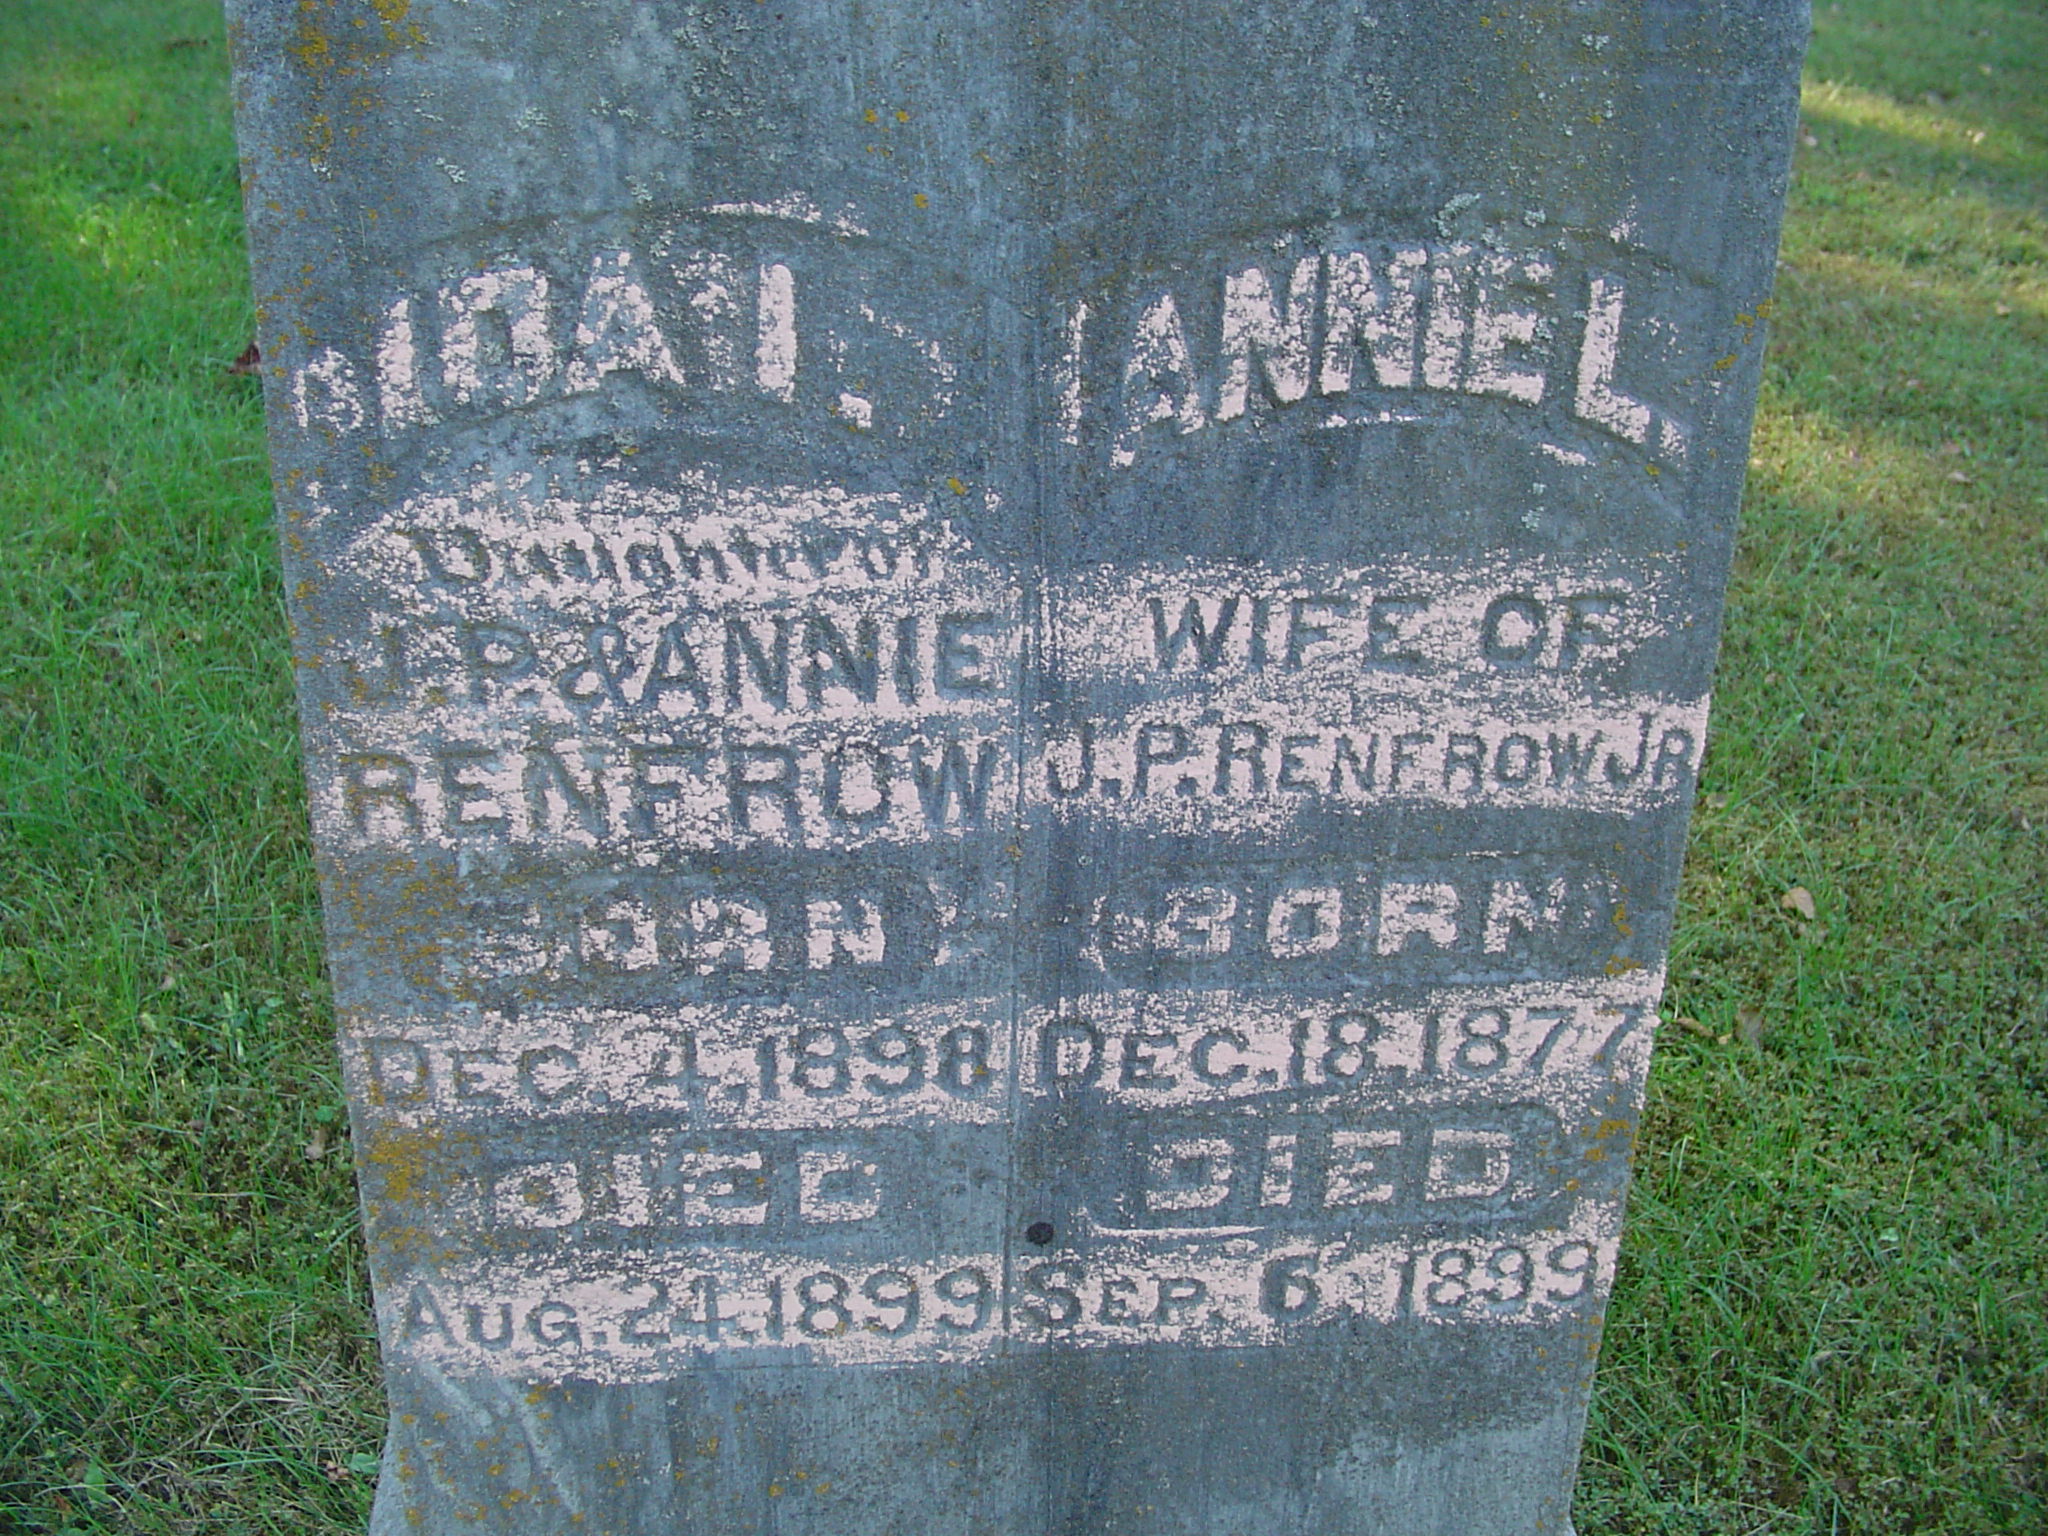 IDA I.
Daughter of
J.P. & ANNIE
RENFROW
BORN
DEC. 4, 1898
DIED
AUG. 24, 1899
ANNIE L.
WIFE OF
J.P. RENFROW JR
BORN
DEC. 18, 1877
DIED
SEP. 6, 1899